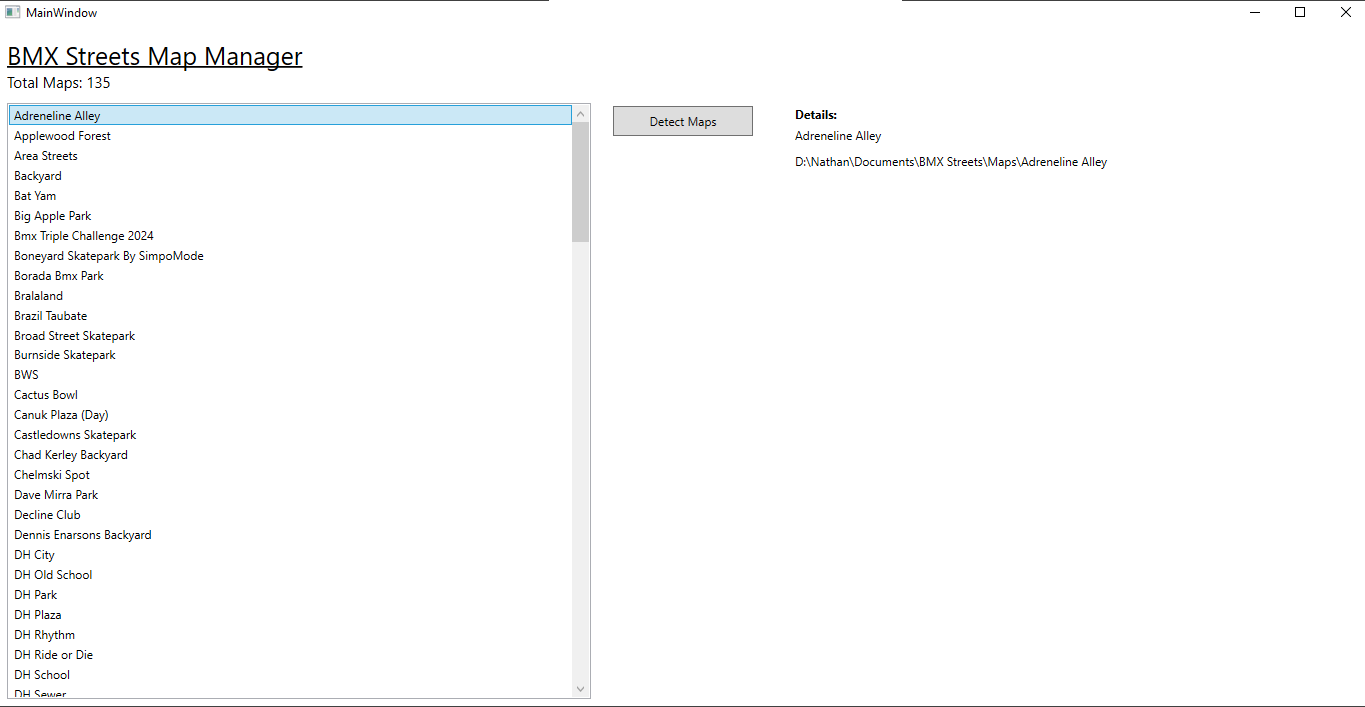 MainWindow
BMX Streets Map Manager
Total Maps: 135
Adreneline Alley
Applewood Forest
Area Streets
Backyard
Bat Yam
Big Apple Park
Bmx Triple Challenge 2024
Boneyard Skatepark By SimpoMode
Borada Bmx Park
Bralaland
Brazil Taubate
Broad Street Skatepark
Burnside Skatepark
BWS
Cactus Bowl
Canuk Plaza (Day)
Castledowns Skatepark
Chad Kerley Backyard
Chelmski Spot
Dave Mirra Park
Decline Club
Dennis Enarsons Backyard
DH City
DH Old School
DH Park
DH Plaza
DH Rhythm
DH Ride or Die
DH School
DH Sewer
Detect Maps
Details:
Adreneline Alley
D:\Nathan\Documents\BMX Streets\Maps\Adreneline Alley